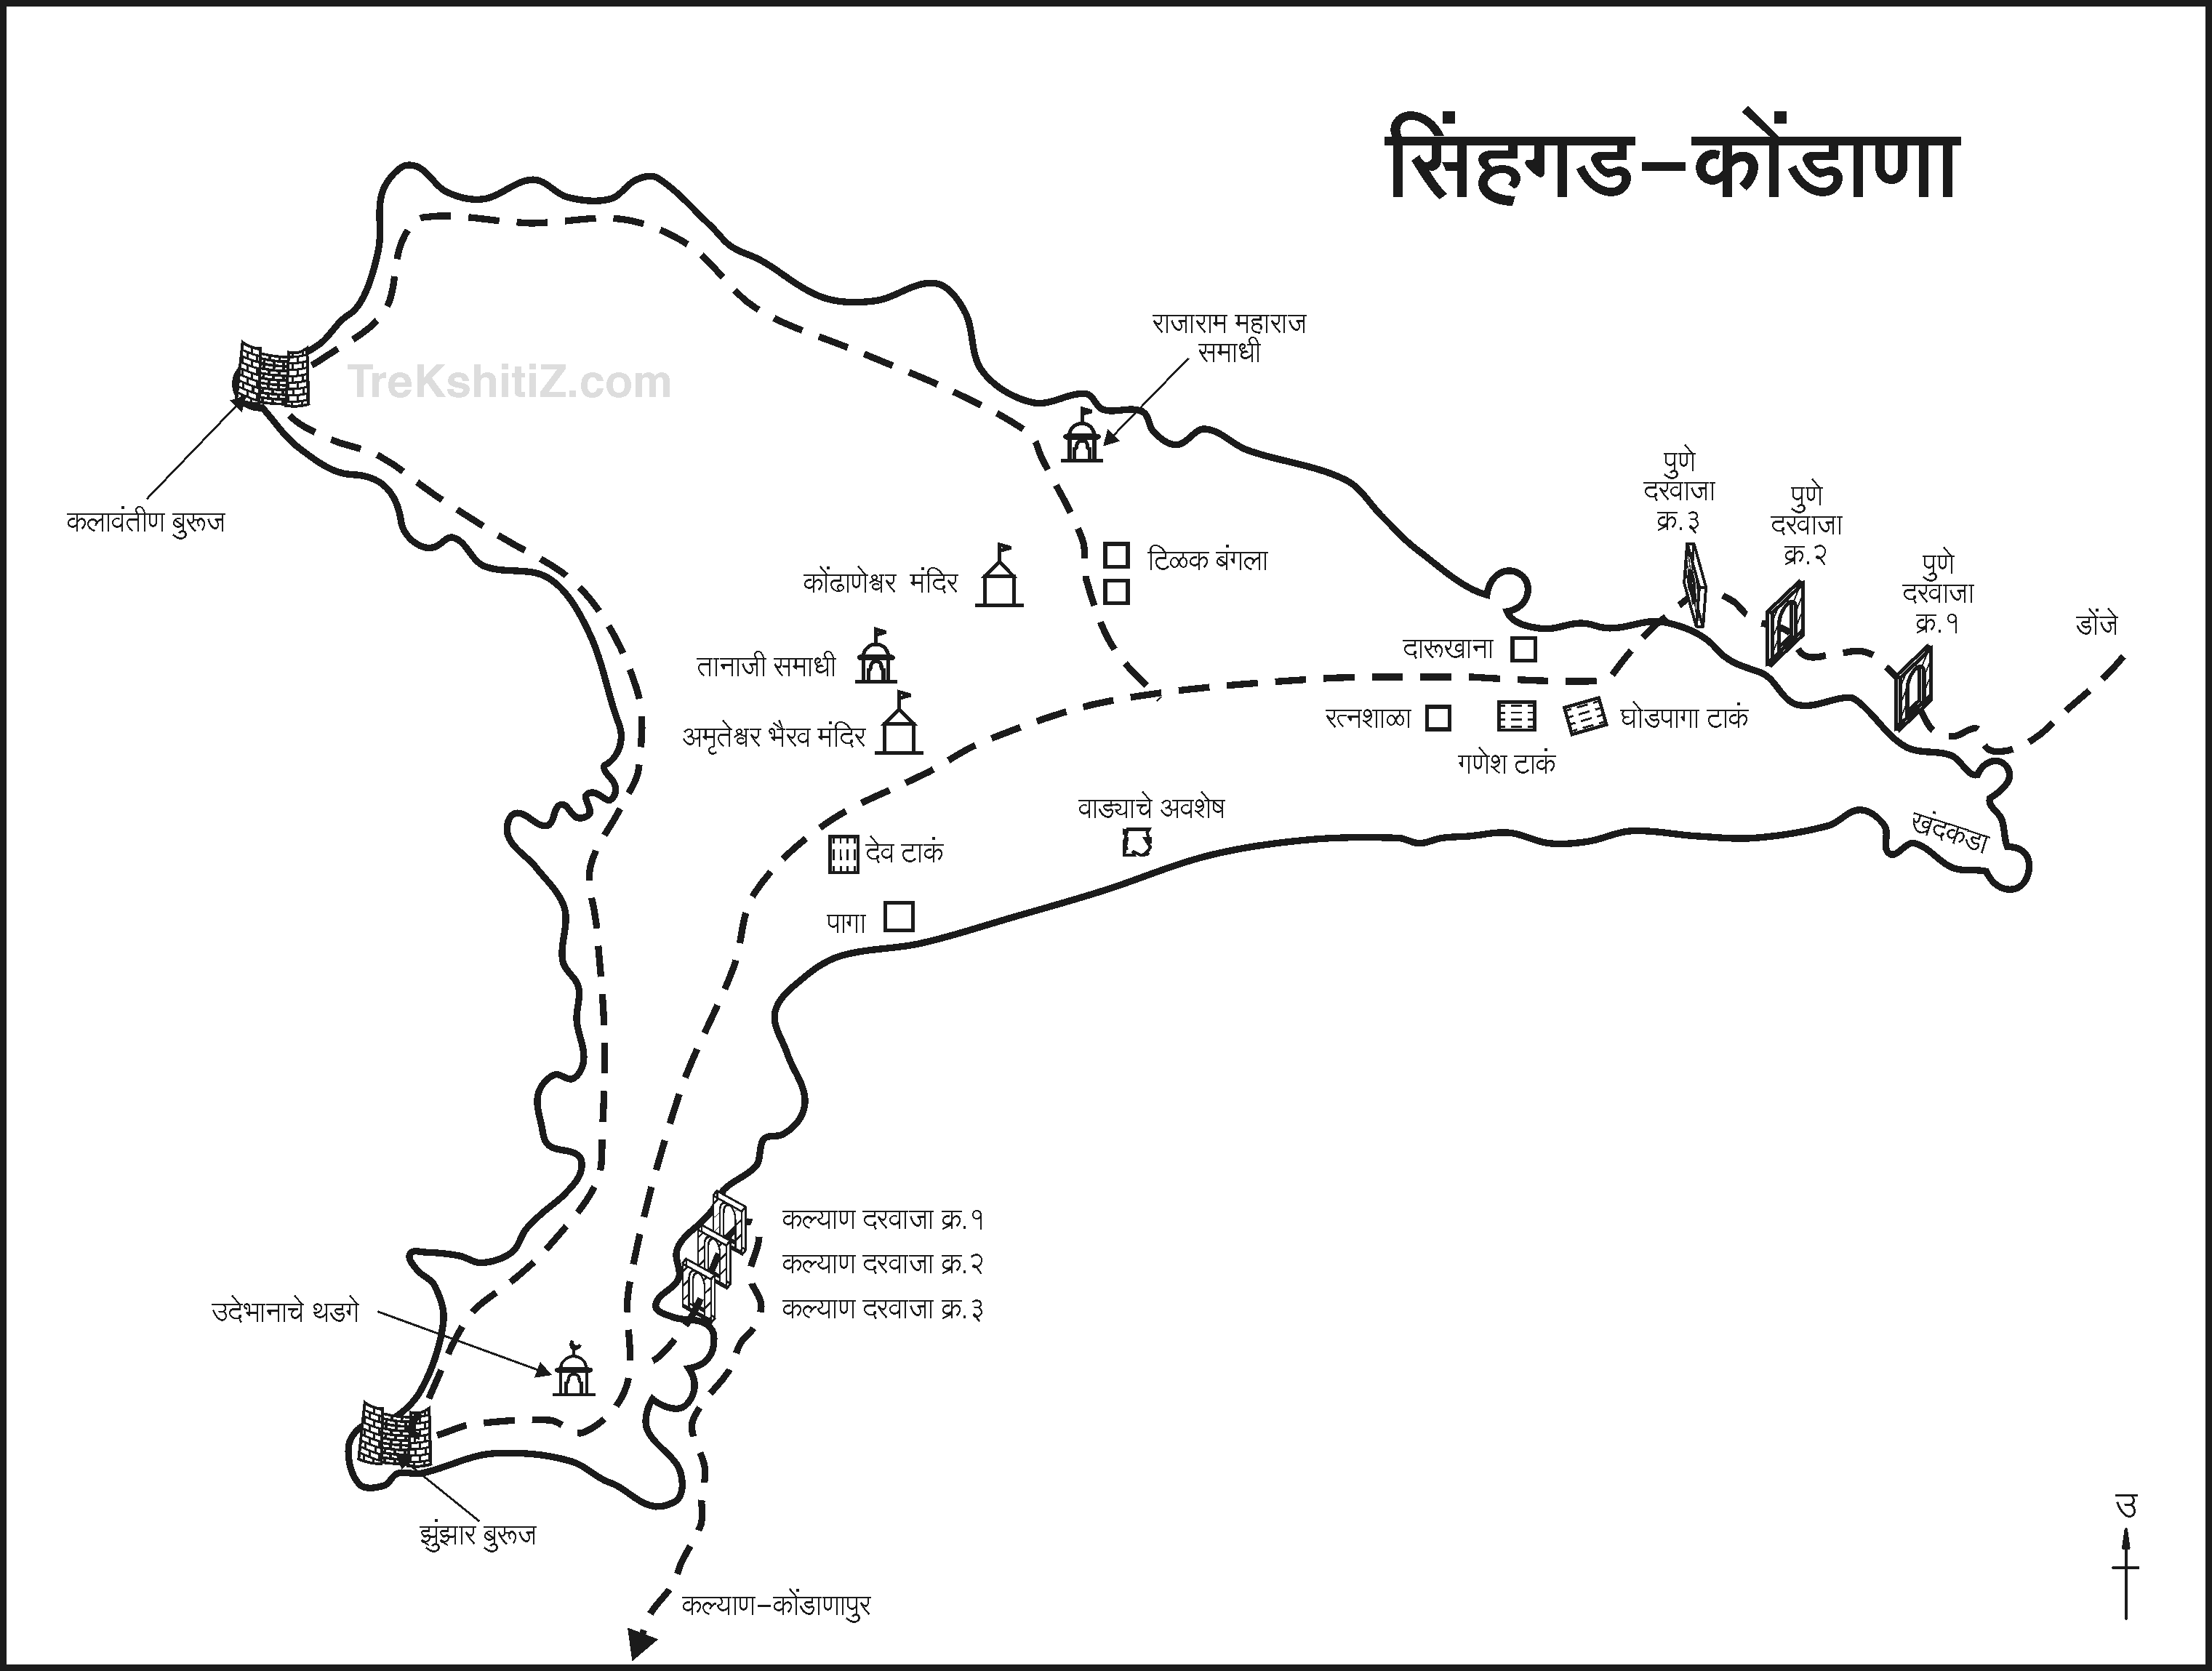 सिंहगड-कोंडाणा
राजाराम महाराज
समाधी
TreKshitiZ.com
कलावंतीण बुरूज
पुणे
दरवाजा
क्र.३
पुणे
दरवाजा
क्र.२
पुणे
दरवाजा
क्र.१
डोंजे
कोंढाणेश्वर मंदिर
टिळक बंगला
तानाजी समाधी
दारूखाना
अमृतेश्वर भैरव मंदिर
रत्नशाळा
घोडपागा टाकं
गणेश टाकं
वाड्याचे अवशेष
खंदकडा
देव टाकं
पागा
कल्याण दरवाजा क्र.१
कल्याण दरवाजा क्र.२
कल्याण दरवाजा क्र.३
उदेभानाचे थडगे
झुंझार बुरूज
कल्याण-कोंडाणापुर
उ